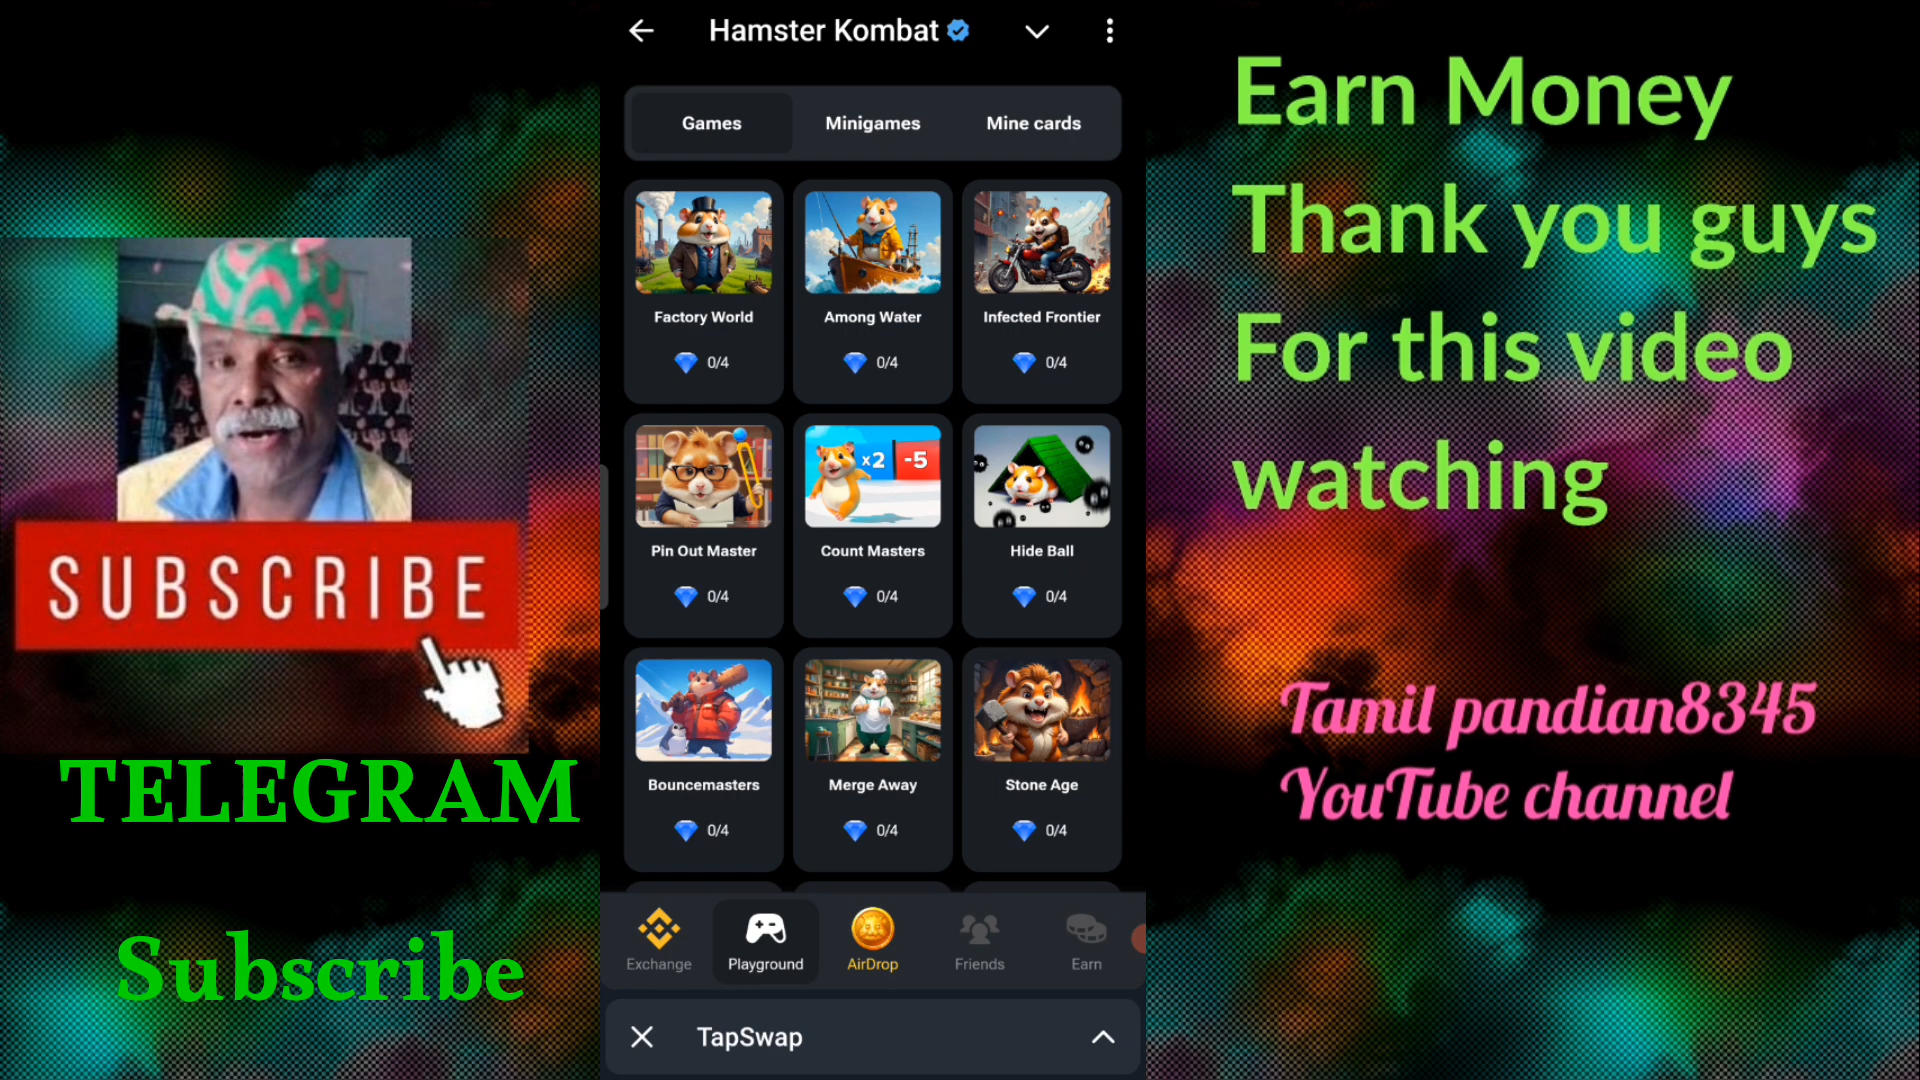 Hamster Kombat
Games
Minigames
Mine cards
Factory World
Among Water
Infected Frontier
0/4
0/4
0/4
x2
-5
Pin Out Master
Count Masters
Hide Ball
0/4
0/4
0/4
Bouncemasters
Merge Away
Stone Age
0/4
0/4
0/4
Exchange
Playground
AirDrop
Friends
Earn
TapSwap
SUBSCRIBE
TELEGRAM
Subscribe
Earn Money
Thank you guys
For this video
watching
Tamil pandian8345
YouTube channel